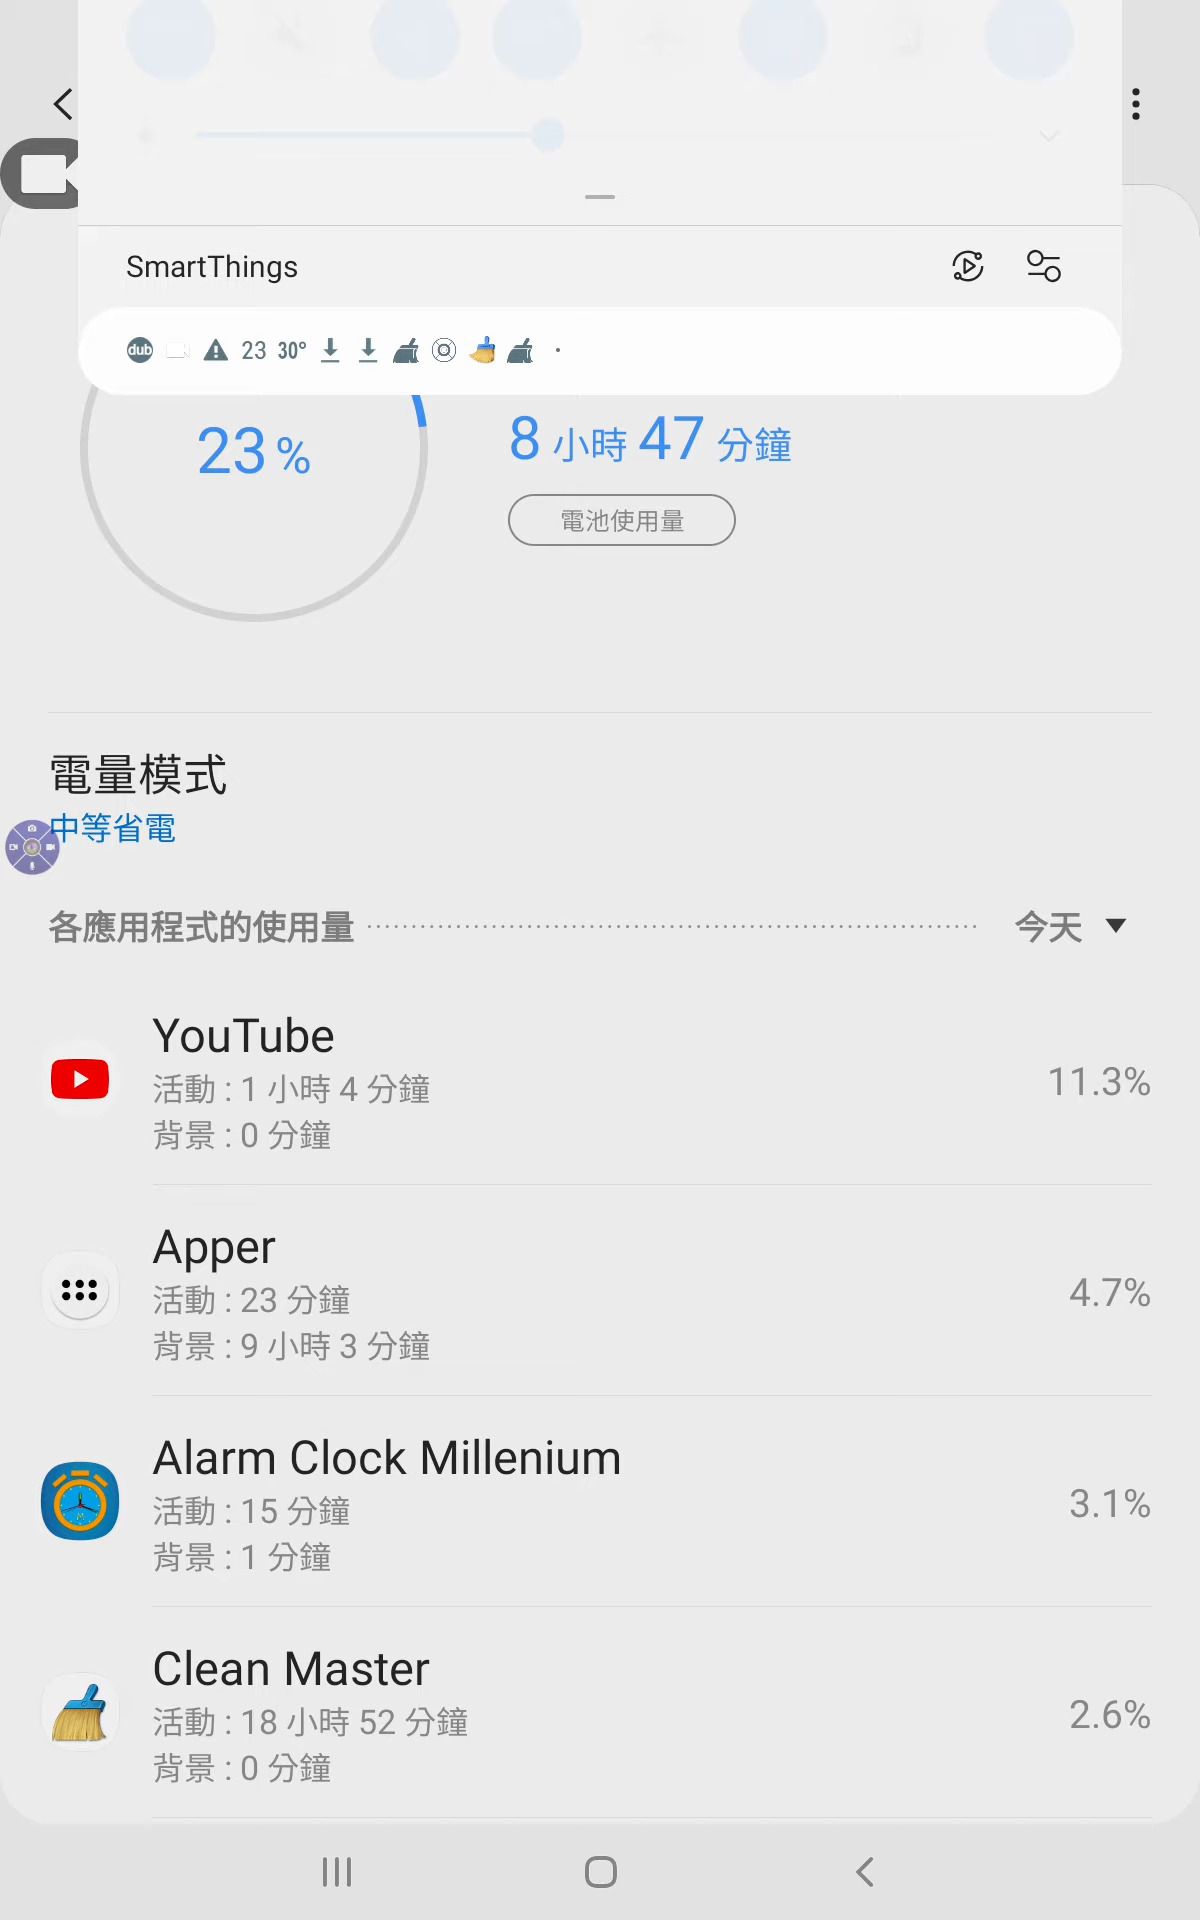 SmartThings
dub 23 30°
23 %
8 小時 47 分鐘
電池使用量
電量模式
中等省電
各應用程式的使用量 今天
YouTube
活動 : 1 小時 4 分鐘
背景 : 0 分鐘
11.3%
Apper
活動 : 23 分鐘
背景 : 9 小時 3 分鐘
4.7%
Alarm Clock Millenium
活動 : 15 分鐘
背景 : 1 分鐘
3.1%
Clean Master
活動 : 18 小時 52 分鐘
背景 : 0 分鐘
2.6%